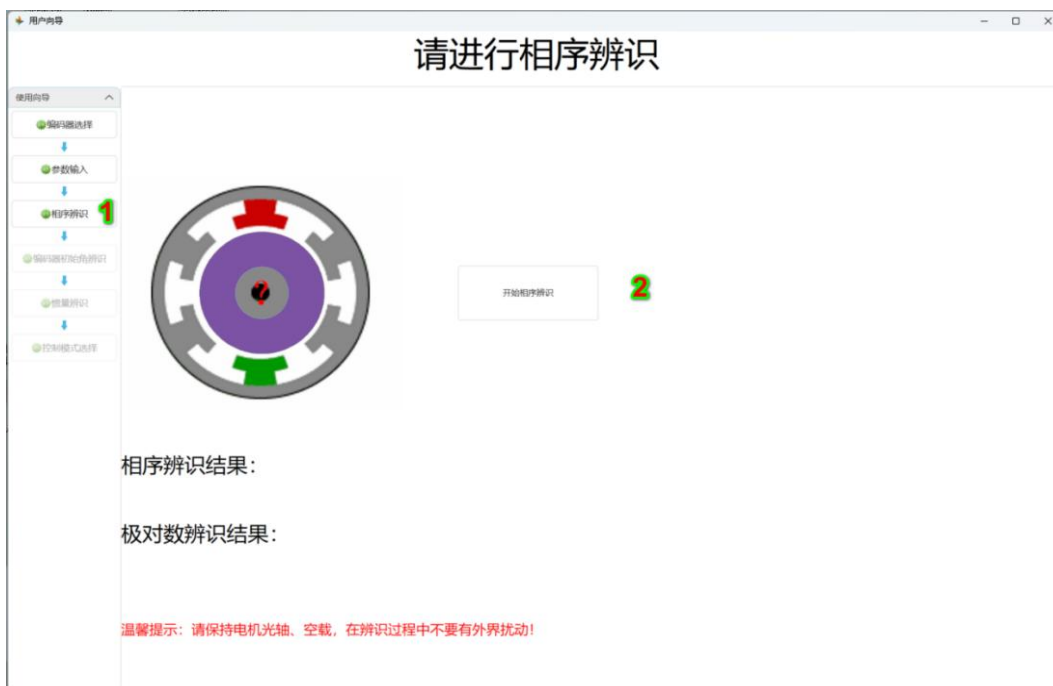 用户向导
请进行相序辨识
使用向导
编码器选择
参数输入
相序辨识
1
编码器初始角辨识
惯量辨识
控制模式选择
?
开始相序辨识
2
相序辨识结果：
极对数辨识结果：
温馨提示：请保持电机光轴、空载，在辨识过程中不要有外界扰动！